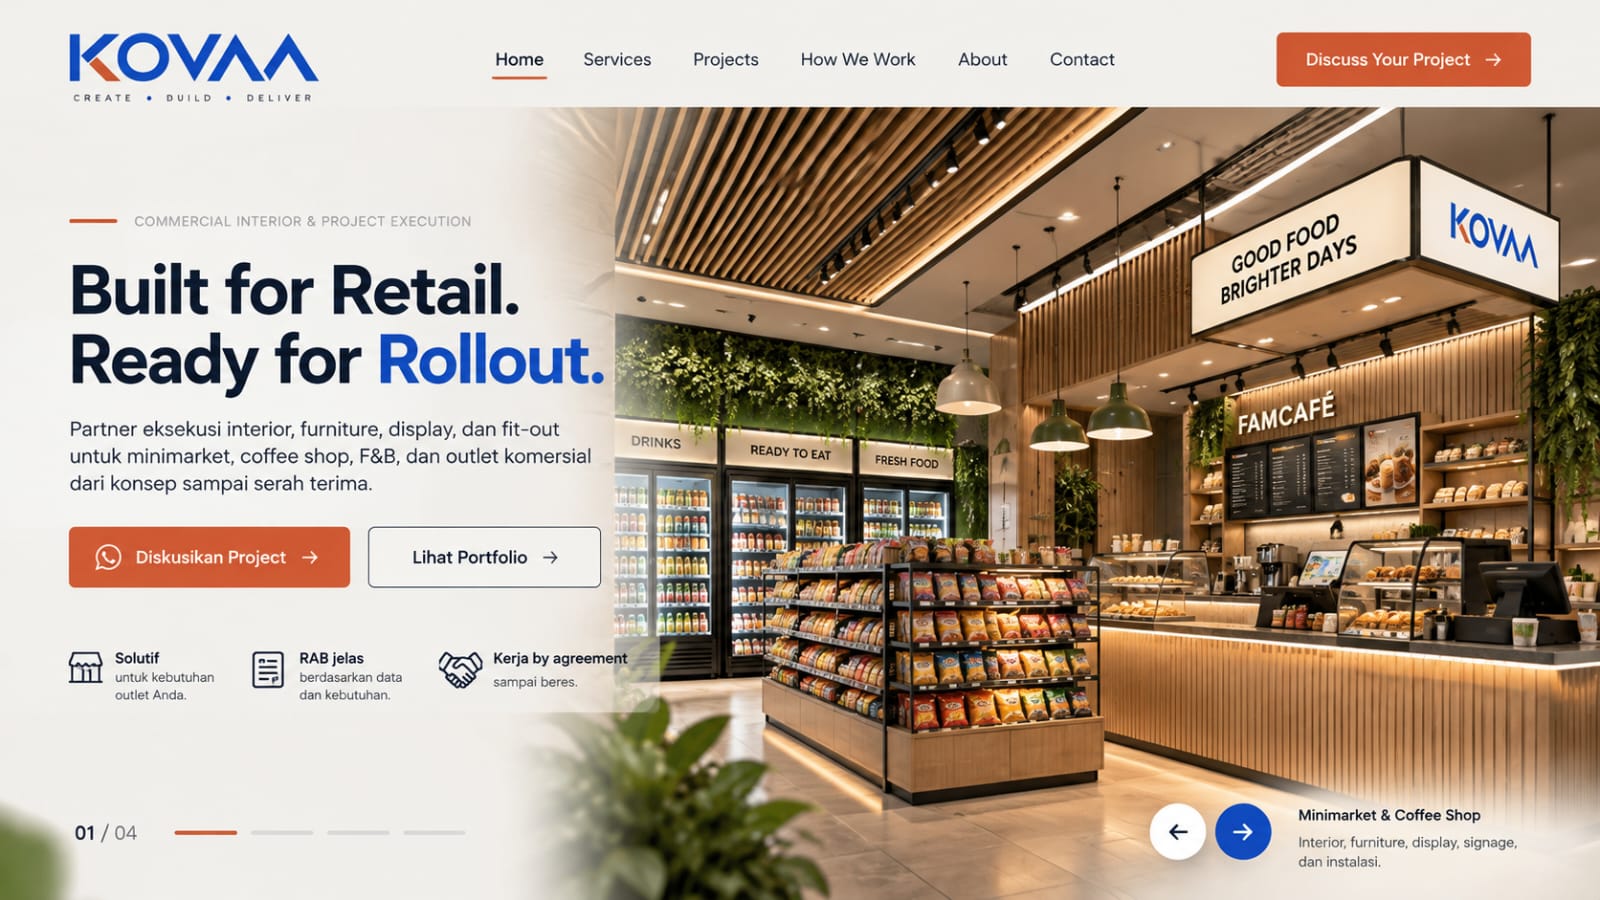 KOVAA
CREATE • BUILD • DELIVER
Home
Services
Projects
How We Work
About
Contact
Discuss Your Project
COMMERCIAL INTERIOR & PROJECT EXECUTION
Built for Retail.
Ready for Rollout.
Partner eksekusi interior, furniture, display, dan fit-out
untuk minimarket, coffee shop, F&B, dan outlet komersial
dari konsep sampai serah terima.
Diskusikan Project
Lihat Portfolio
Solutif
untuk kebutuhan
outlet Anda.
RAB jelas
berdasarkan data
dan kebutuhan.
Kerja by agreement
sampai beres.
01 / 04
GOOD FOOD
BRIGHTER DAYS
KOVAA
FAMCAFÉ
DRINKS
READY TO EAT
FRESH FOOD
Minimarket & Coffee Shop
Interior, furniture, display, signage,
dan instalasi.